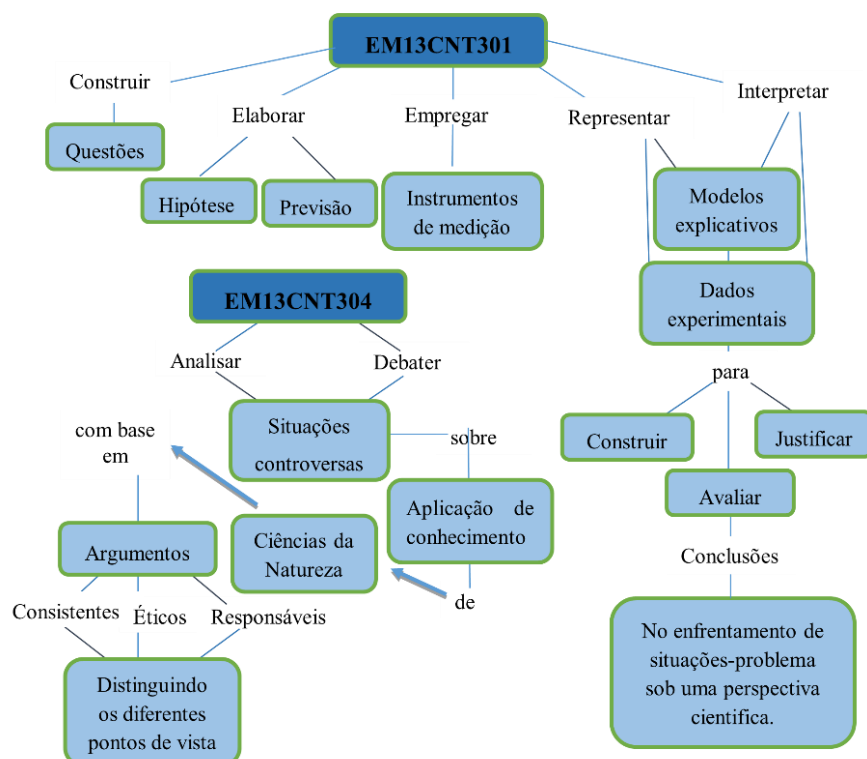 EM13CNT301
Construir
Elaborar
Empregar
Representar
Interpretar
Questões
Hipótese
Previsão
Instrumentos
de medição
Modelos
explicativos
Dados
experimentais
para
Construir
Justificar
Avaliar
Conclusões
No enfrentamento de
situações-problema
sob uma perspectiva
cientifica.
EM13CNT304
Analisar
Debater
Situações
controversas
sobre
Aplicação de
conhecimento
de
Ciências da
Natureza
com base
em
Argumentos
Consistentes
Éticos
Responsáveis
Distinguindo
os diferentes
pontos de vista